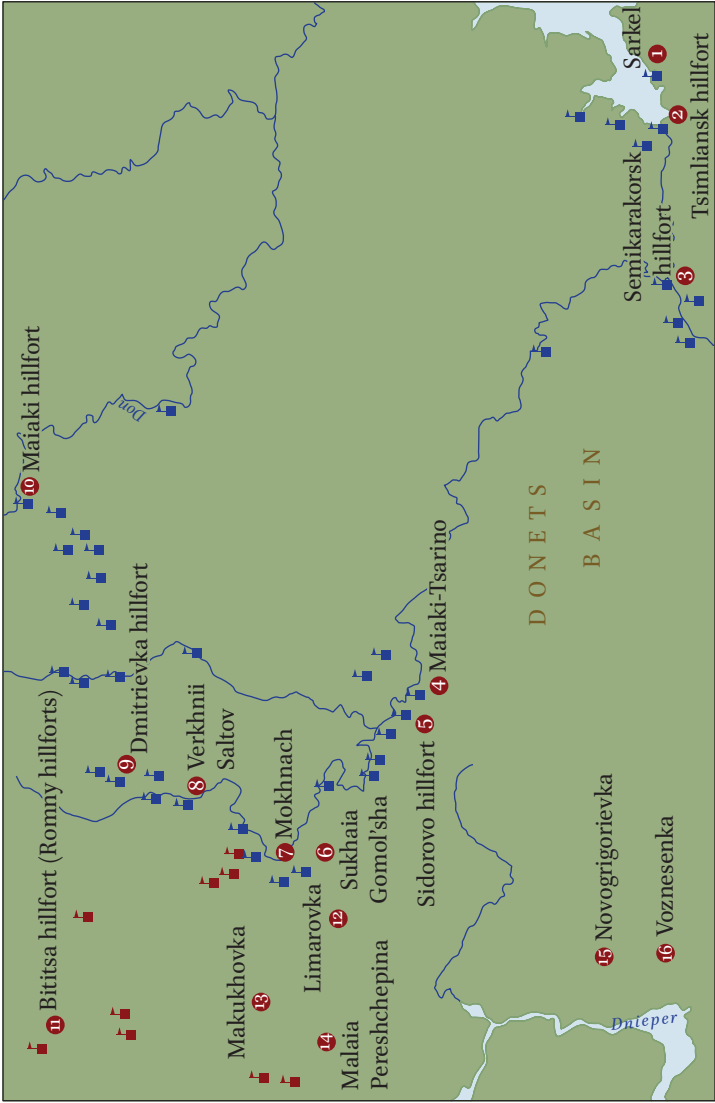 11 Bititsa hillfort (Romny hillforts)
10 Maiaki hillfort
Don
9
Dmitrievka hillfort
8 Verkhnii
Saltov
7 Mokhnach
6
Sukhaia
Gomol'sha
Limarovka
12
Makukhovka
13
14
Malaia
Pereshchepina
5
Sidorovo hillfort
4 Maiaki-Tsarino
DONETS
BASIN
15 Novogrigorievka
16 Voznesenka
Dnieper
Semikarakorsk
hillfort
3
Sarkel
1
2
Tsimliansk hillfort